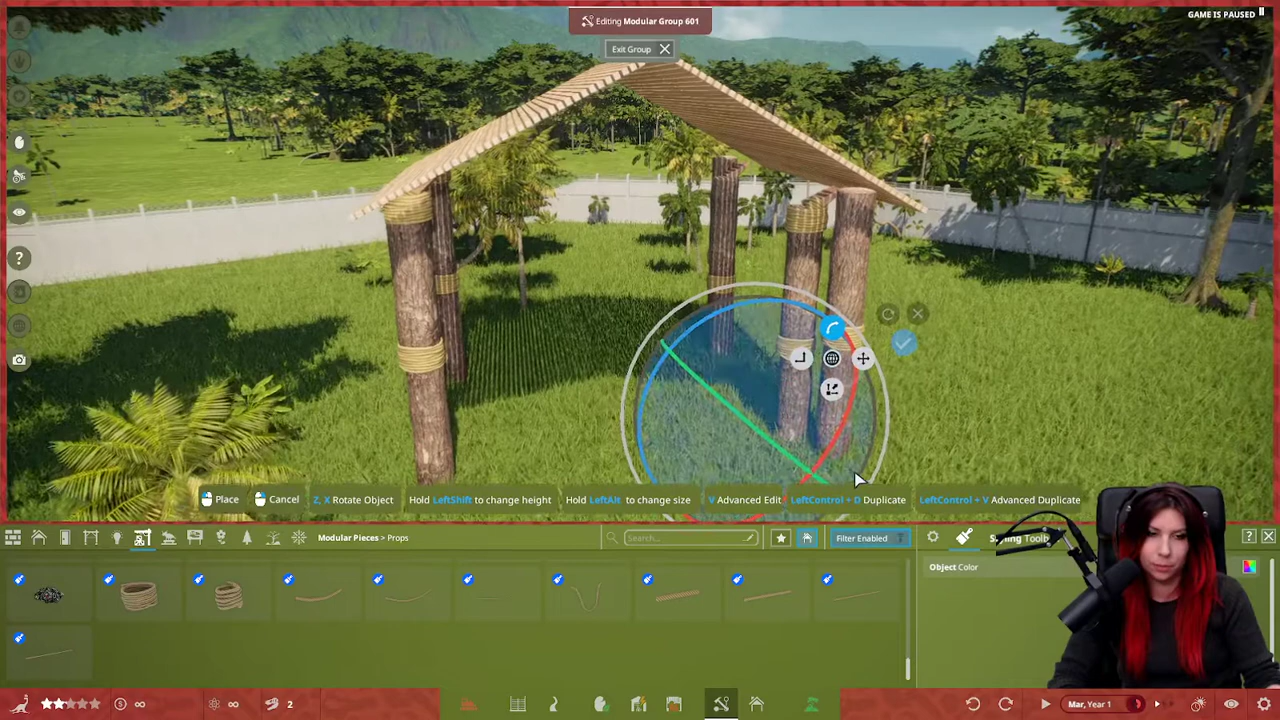 Editing Modular Group 601
GAME IS PAUSED
Exit Group
Place
Cancel
Z, X Rotate Object
Hold LeftShift to change height
Hold LeftAlt to change size
V Advanced Edit
LeftControl + D Duplicate
LeftControl + V Advanced Duplicate
Modular Pieces > Props
Search...
Filter Enabled
Object Color
∞
∞
2
Mar, Year 1